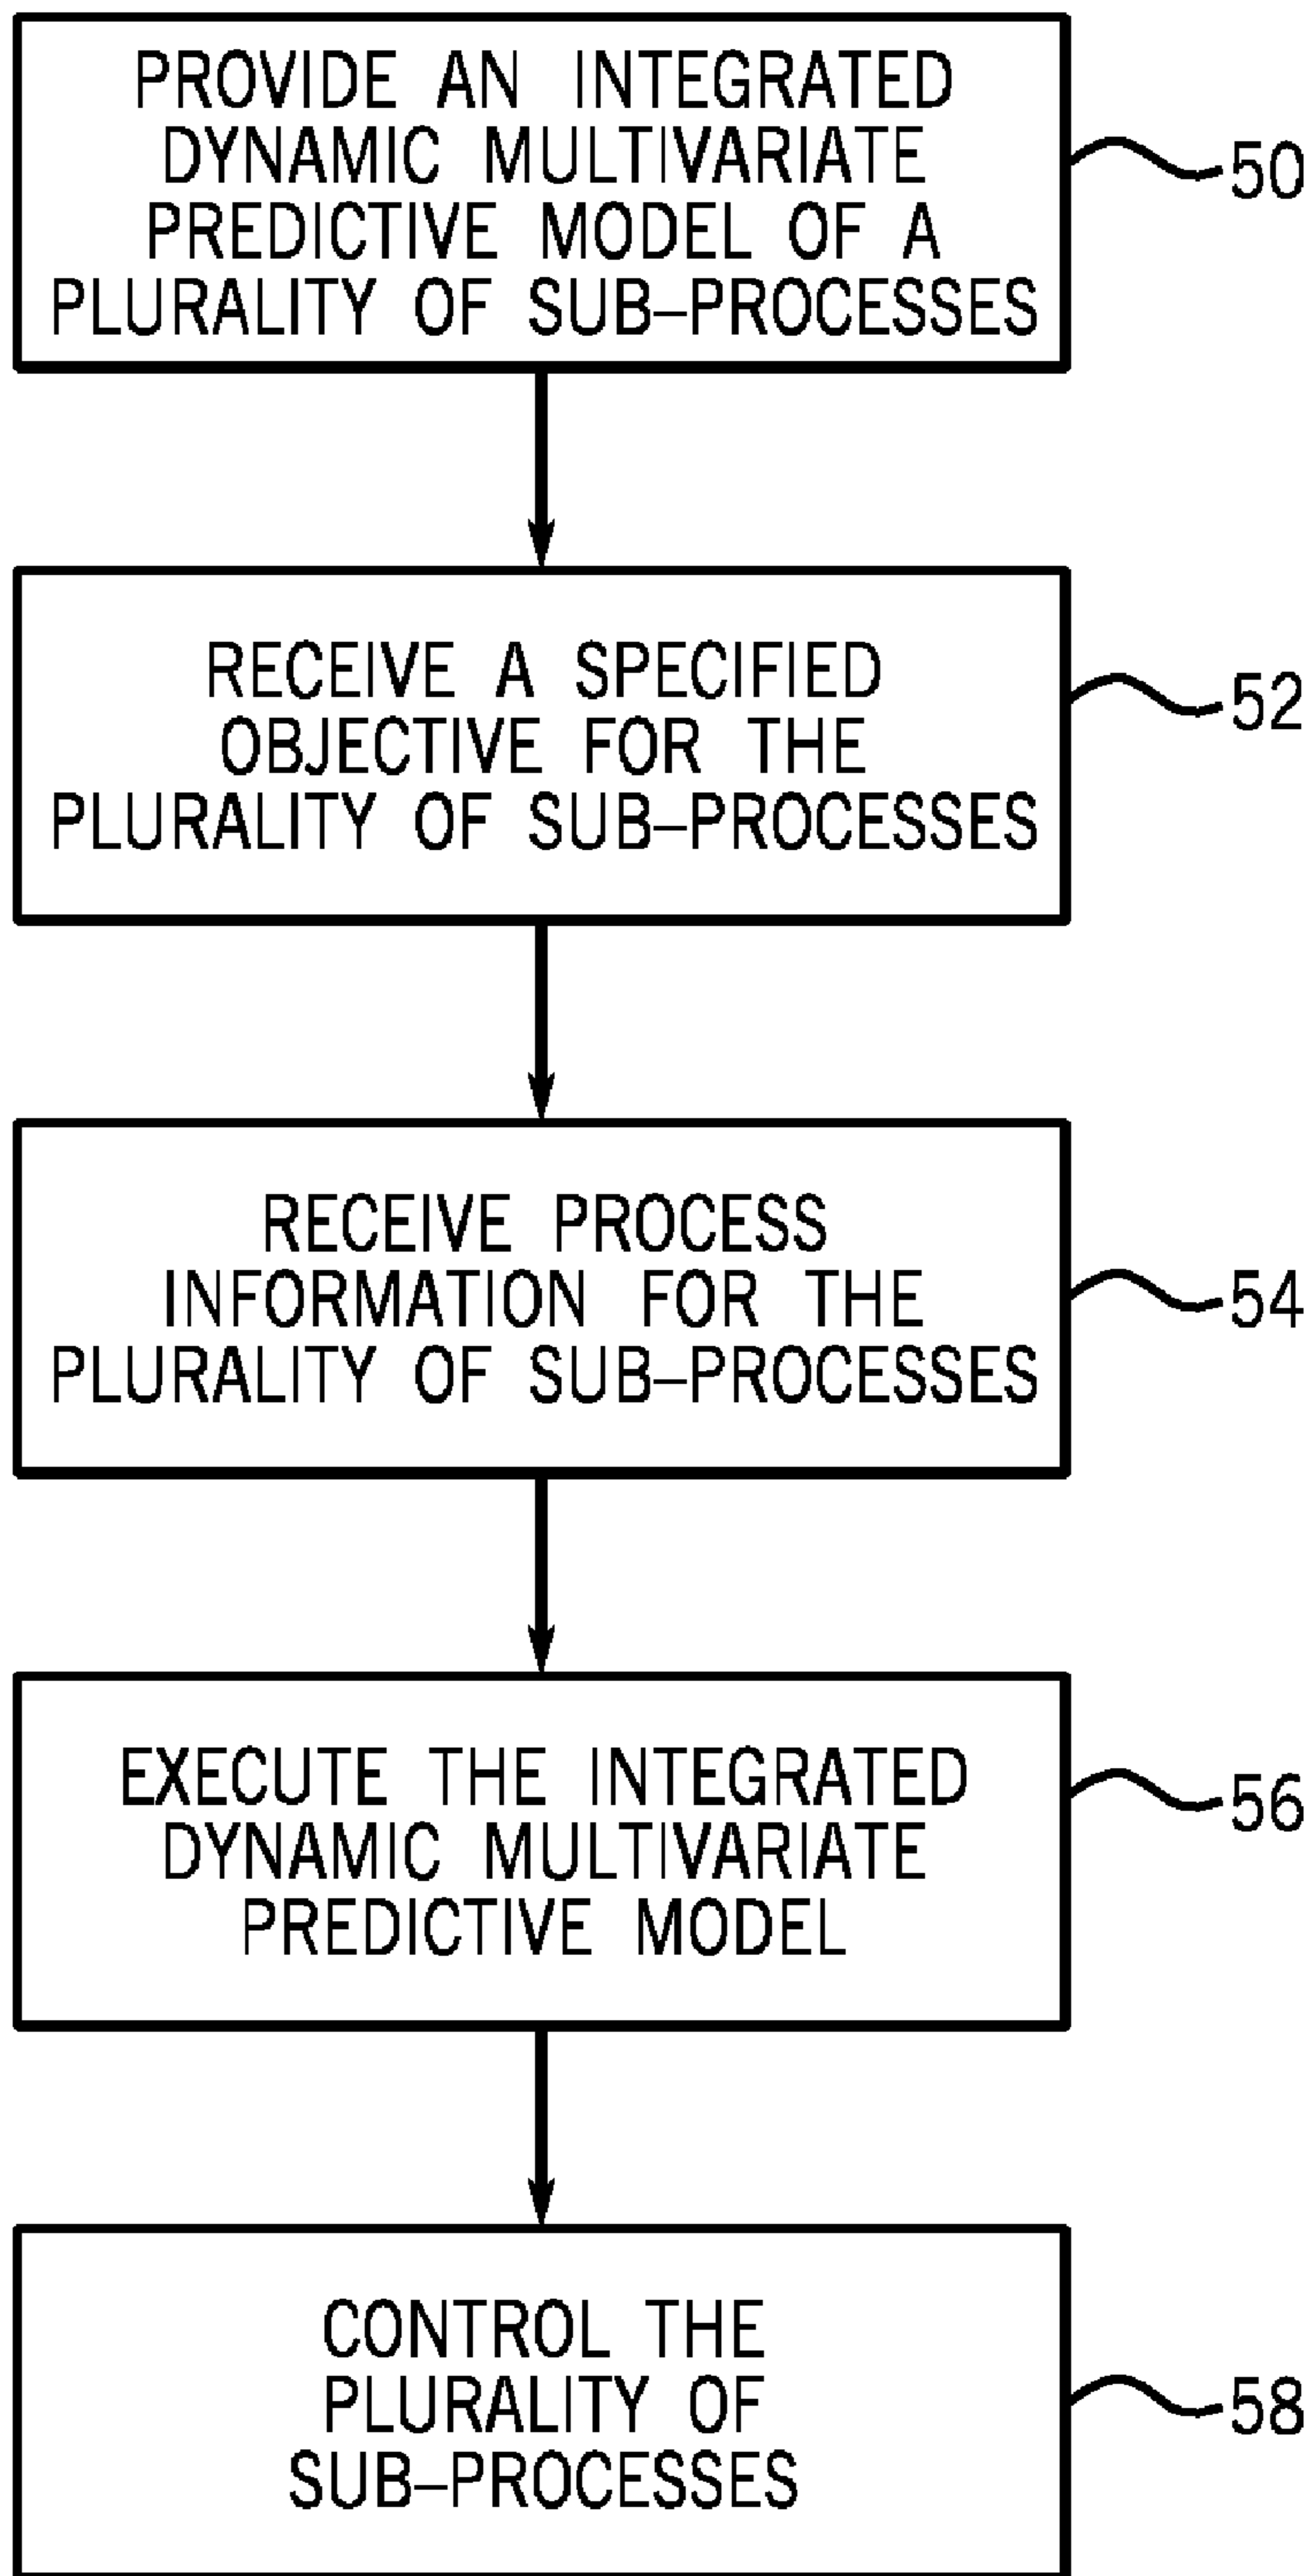 PROVIDE AN INTEGRATED
DYNAMIC MULTIVARIATE
PREDICTIVE MODEL OF A
PLURALITY OF SUB–PROCESSES
50
RECEIVE A SPECIFIED
OBJECTIVE FOR THE
PLURALITY OF SUB–PROCESSES
52
RECEIVE PROCESS
INFORMATION FOR THE
PLURALITY OF SUB–PROCESSES
54
EXECUTE THE INTEGRATED
DYNAMIC MULTIVARIATE
PREDICTIVE MODEL
56
CONTROL THE
PLURALITY OF
SUB–PROCESSES
58